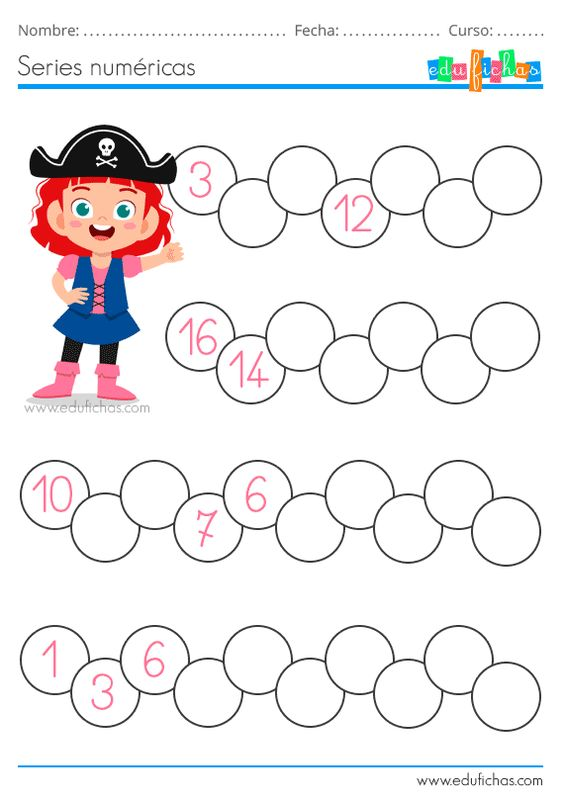 Nombre: ................................ Fecha: ............... Curso: ........
Series numéricas edufichas
3
12
16
14
www.edufichas.com
10 6
7
1 6
3
www.edufichas.com